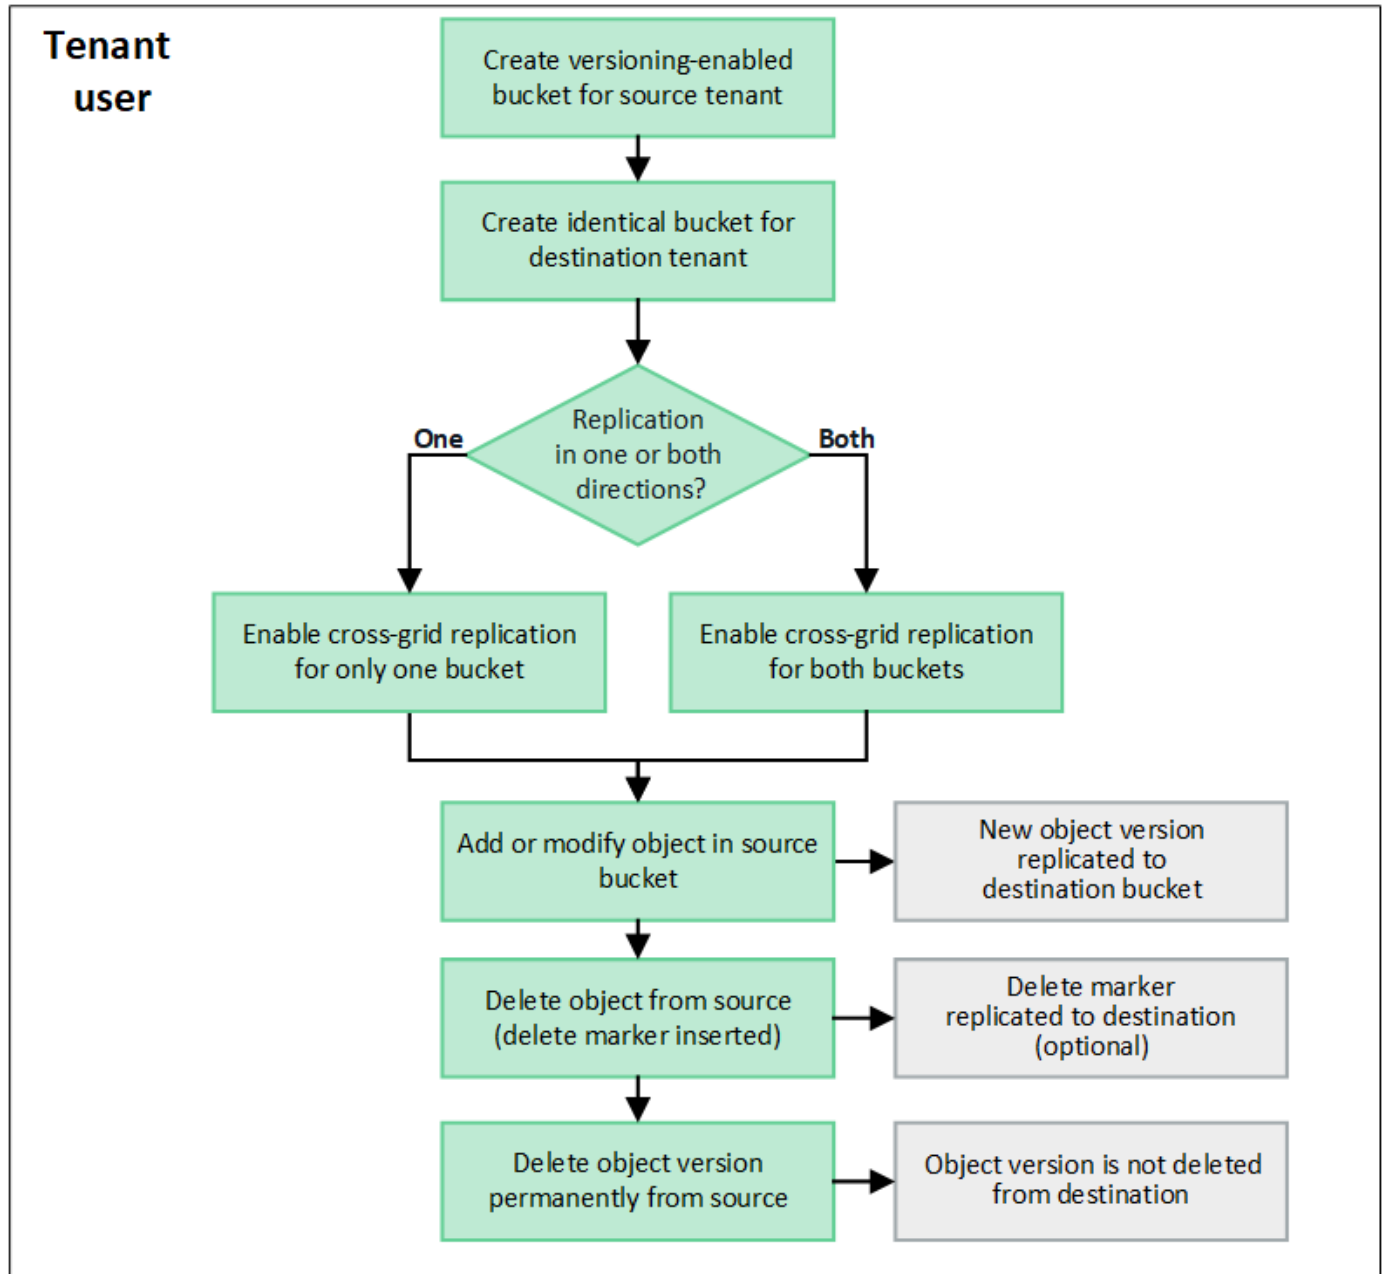 Tenant
user
Create versioning-enabled
bucket for source tenant
Create identical bucket for
destination tenant
Replication
in one or both
directions?
One
Both
Enable cross-grid replication
for only one bucket
Enable cross-grid replication
for both buckets
Add or modify object in source
bucket
New object version
replicated to
destination bucket
Delete object from source
(delete marker inserted)
Delete marker
replicated to destination
(optional)
Delete object version
permanently from source
Object version is not deleted
from destination